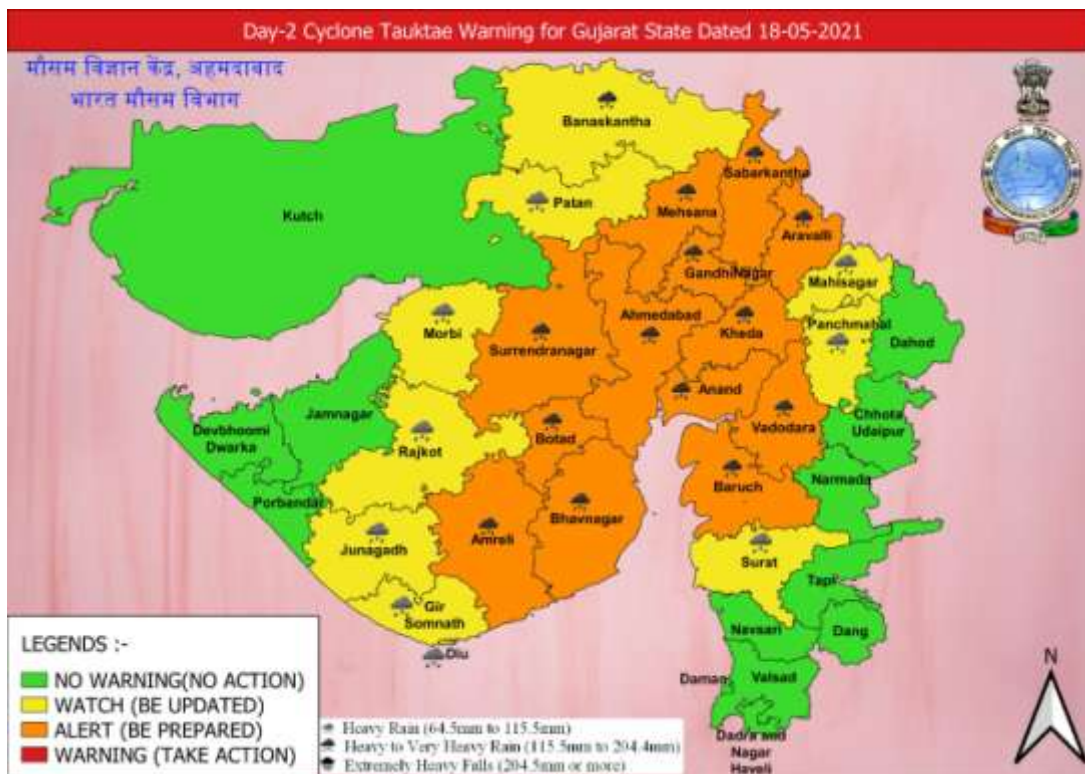 Day-2 Cyclone Tauktae Warning for Gujarat State Dated 18-05-2021
मौसम विज्ञान केंद्र, अहमदाबाद
भारत मौसम विभाग
Banaskantha
Patan
Kutch
Sabarkantha
Mehsana
Aravalli
Gandhi Nagar
Mahisagar
Panchmahal
Dahod
Morbi
Surrendranagar
Ahmedabad
Kheda
Anand
Vadodara
Chhota
Udaipur
Jamnagar
Devbhoomi
Dwarka
Rajkot
Botad
Narmada
Porbandar
Baruch
Bhavnagar
Amreli
Junagadh
Surat
Tapi
Gir
Somnath
Diu
Navsari
Dang
Daman
Valsad
Dadra and
Nagar
Haveli
N
LEGENDS :-
NO WARNING(NO ACTION)
WATCH (BE UPDATED)
ALERT (BE PREPARED)
WARNING (TAKE ACTION)
Heavy Rain (64.5mm to 115.5mm)
Heavy to Very Heavy Rain (115.5mm to 204.4mm)
Extremely Heavy Falls (204.5mm or more)